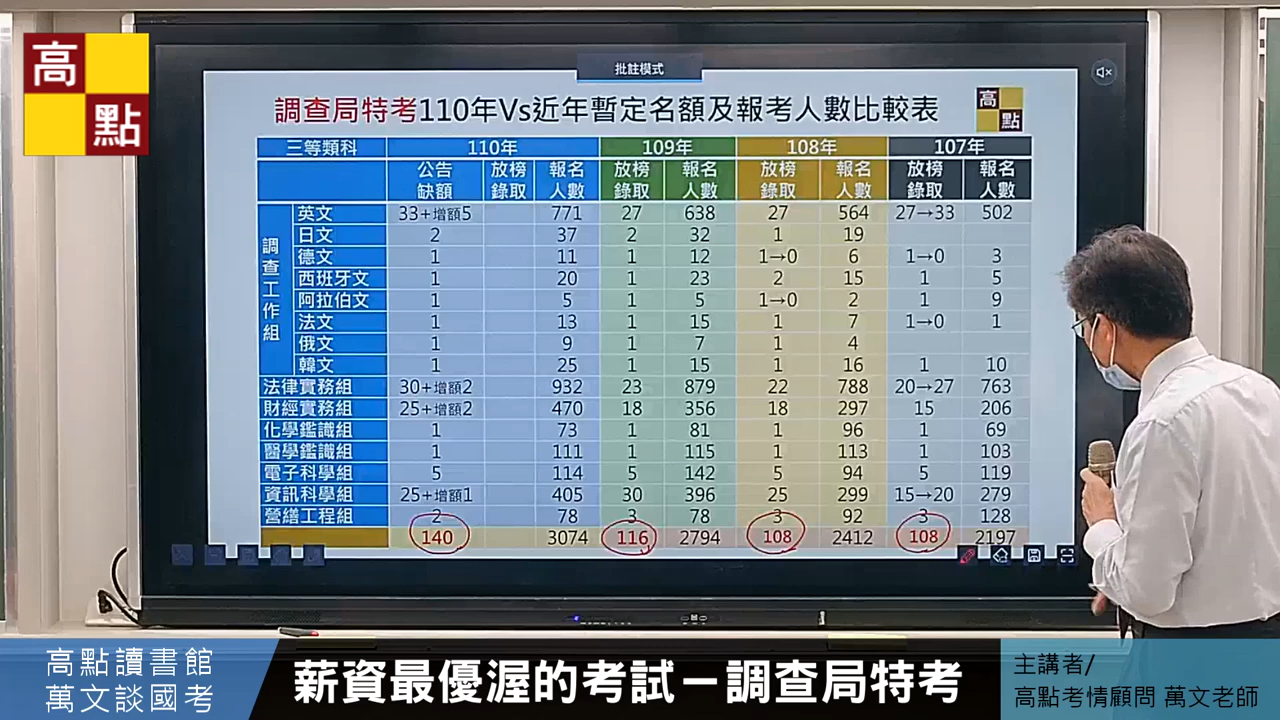 高
點
批註模式
調查局特考110年Vs近年暫定名額及報考人數比較表
高
點
三等類科 110年 109年 108年 107年
公告缺額 放榜錄取 報名人數 放榜錄取 報名人數 放榜錄取 報名人數 放榜錄取 報名人數
調查工作組
英文 33+增額5 771 27 638 27 564 27→33 502
日文 2 37 2 32 1 19
德文 1 11 1 12 1→0 6 1→0 3
西班牙文 1 20 1 23 2 15 1 5
阿拉伯文 1 5 1 5 1→0 2 1 9
法文 1 13 1 15 1 7 1→0 1
俄文 1 9 1 7 1 4
韓文 1 25 1 15 1 16 1 10
法律實務組 30+增額2 932 23 879 22 788 20→27 763
財經實務組 25+增額2 470 18 356 18 297 15 206
化學鑑識組 1 73 1 81 1 96 1 69
醫學鑑識組 1 111 1 115 1 113 1 103
電子科學組 5 114 5 142 5 94 5 119
資訊科學組 25+增額1 405 30 396 25 299 15→20 279
營繕工程組 2 78 3 78 3 92 3 128
140 3074 116 2794 108 2412 108 2197
高點讀書館
萬文談國考
薪資最優渥的考試－調查局特考
主講者/
高點考情顧問 萬文老師